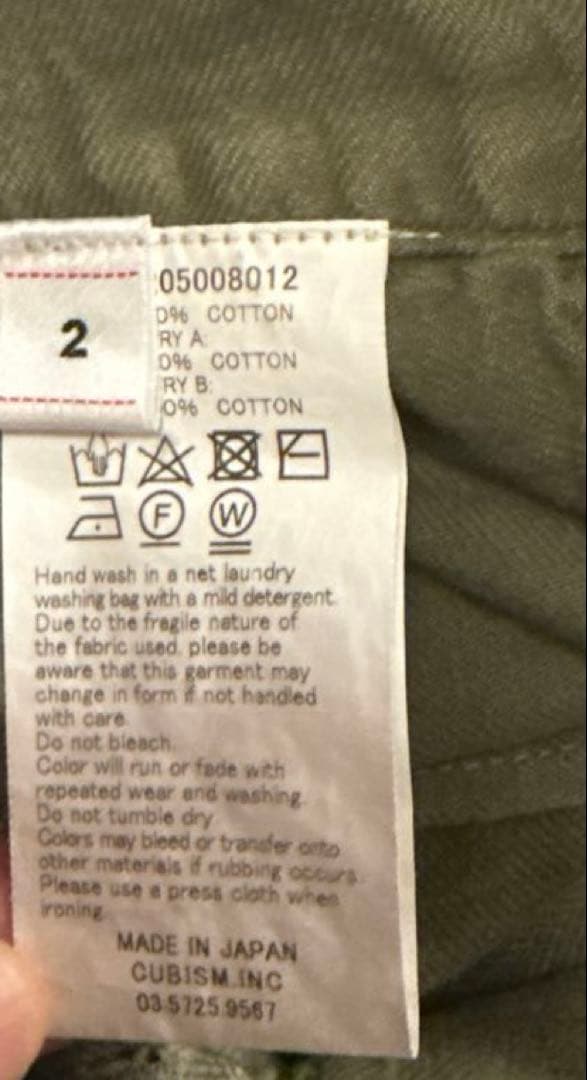 2
05008012
0% COTTON
RY A:
0% COTTON
RY B:
0% COTTON
F W
Hand wash in a net laundry
washing bag with a mild detergent.
Due to the fragile nature of
the fabric used, please be
aware that this garment may
change in form if not handled
with care.
Do not bleach.
Color will run or fade with
repeated wear and washing.
Do not tumble dry
Colors may bleed or transfer onto
other materials if rubbing occurs.
Please use a press cloth when
ironing.
MADE IN JAPAN
CUBISM.INC
03.5725.9567